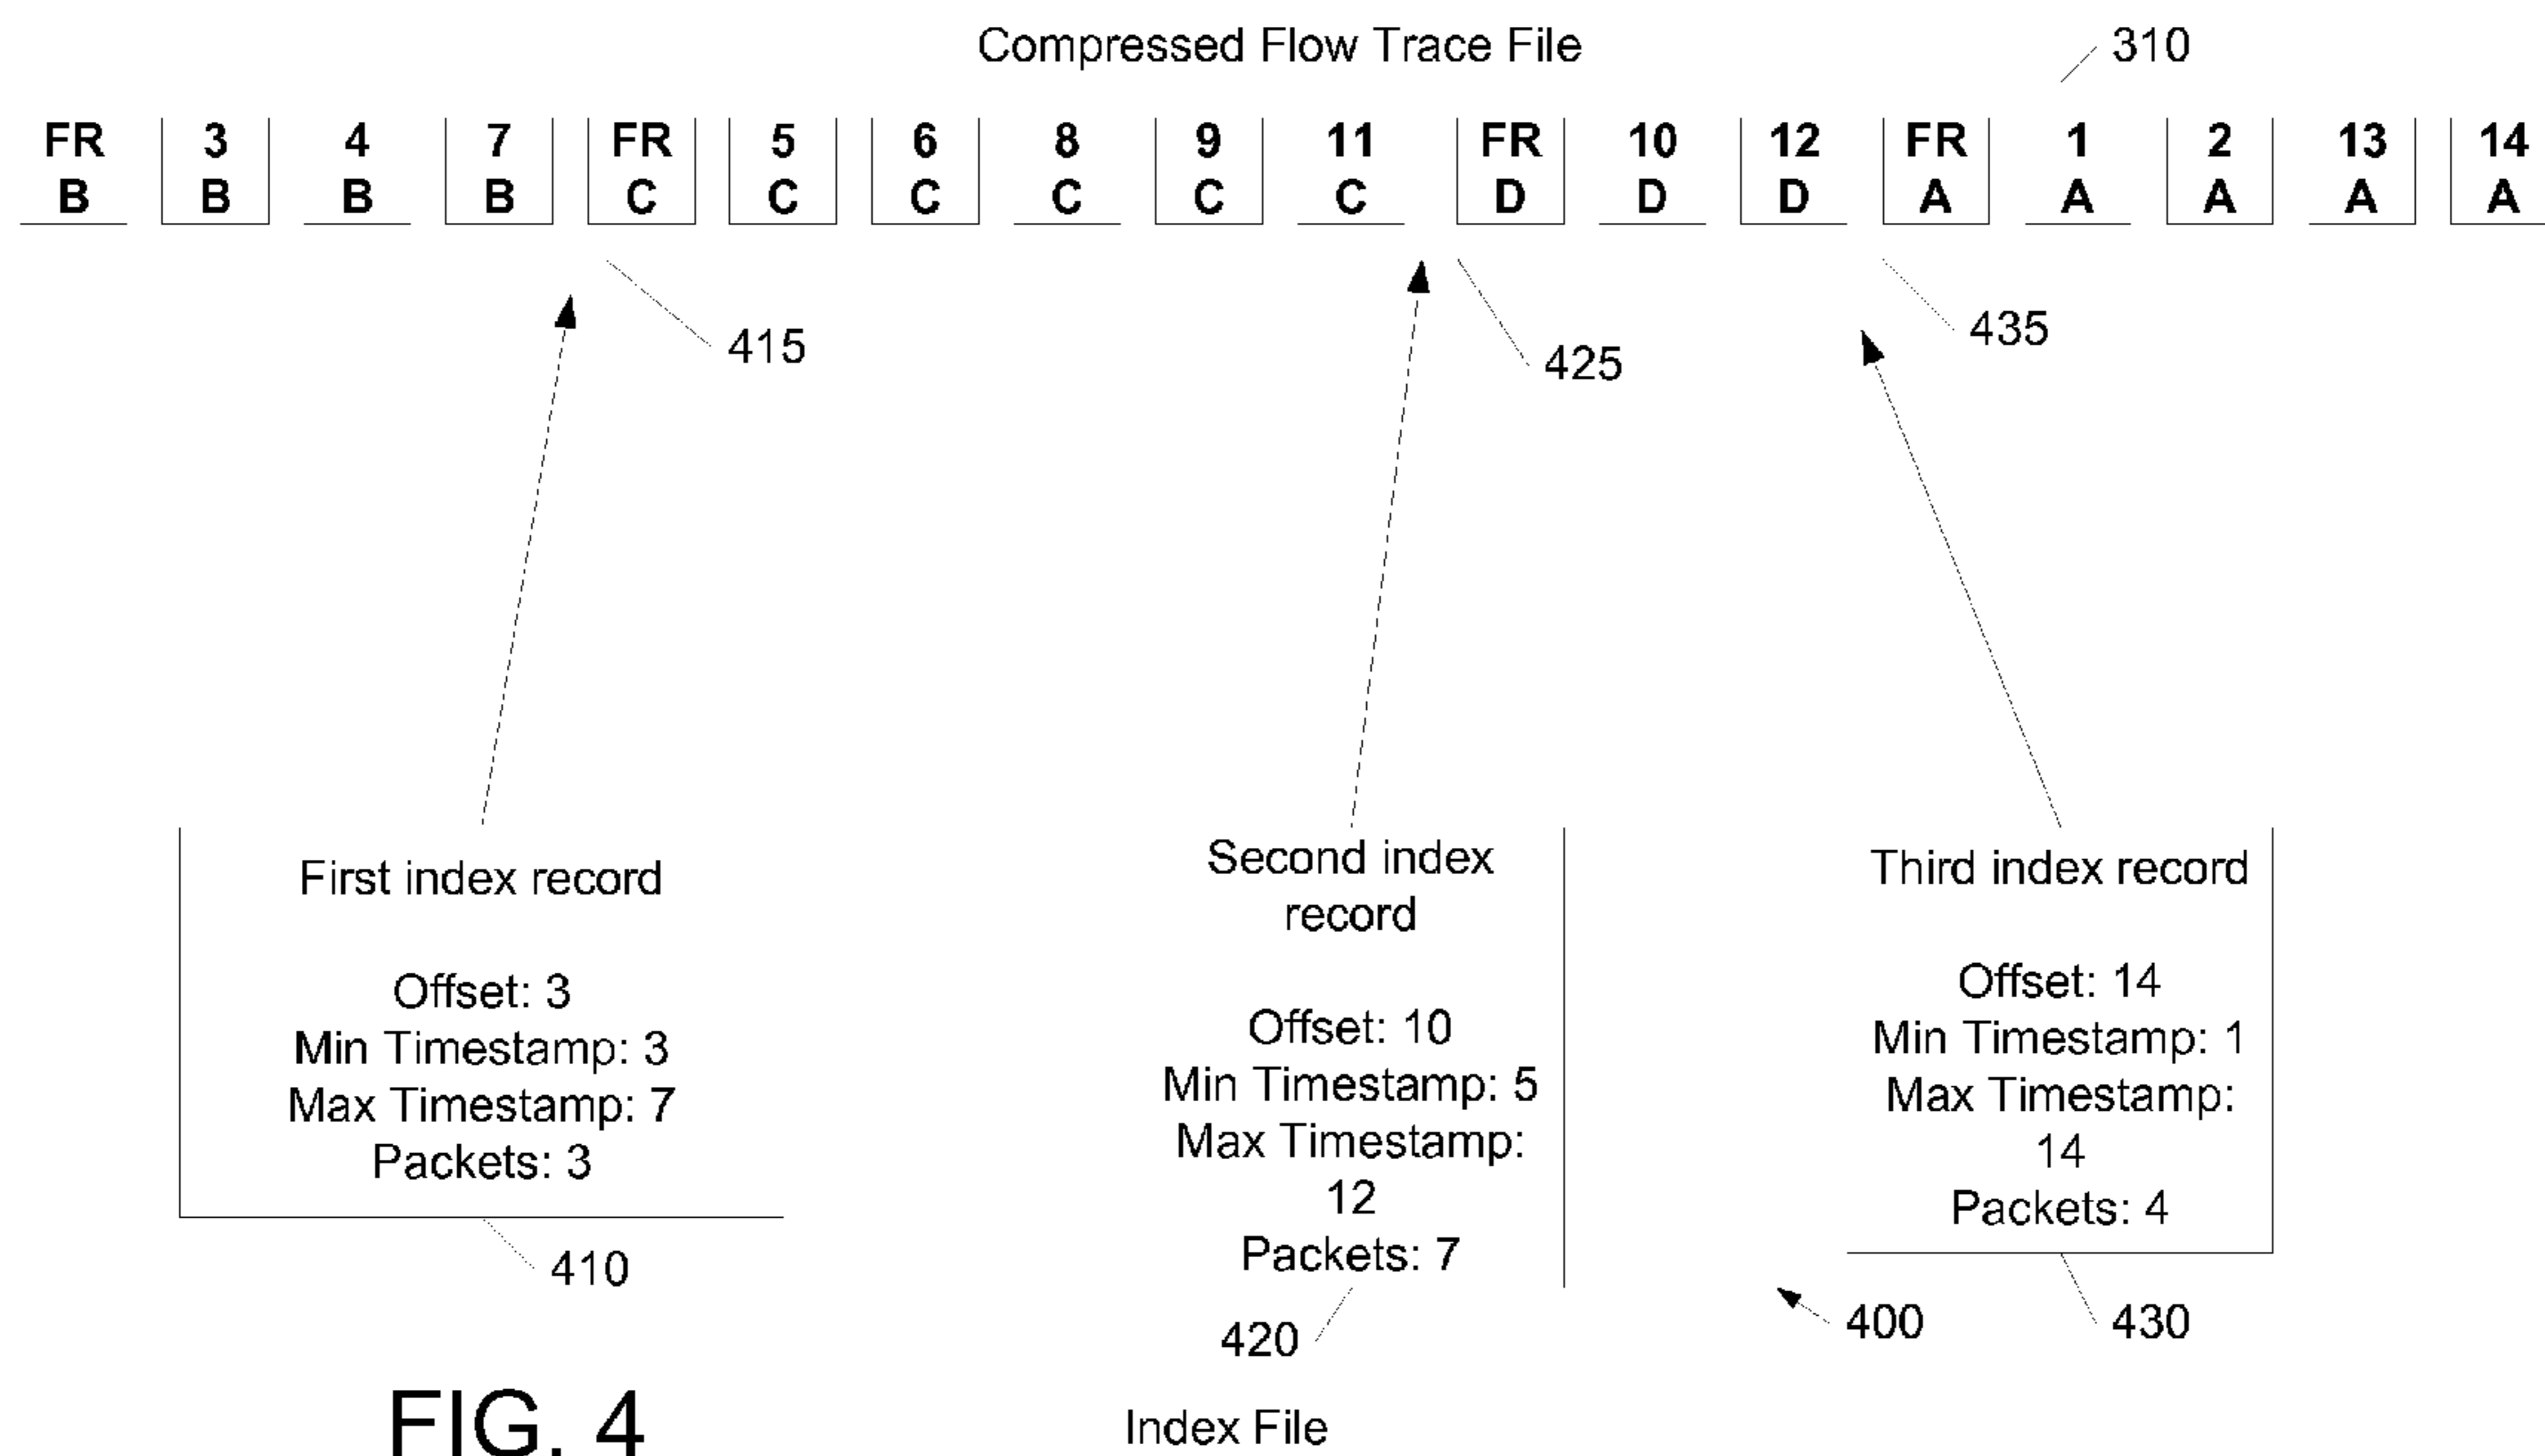 Compressed Flow Trace File
310
FR 3 4 7 FR 5 6 8 9 11 FR 10 12 FR 1 2 13 14
B B B B C C C C C C D D D A A A A A
415
425
435
First index record
Offset: 3
Min Timestamp: 3
Max Timestamp: 7
Packets: 3
410
Second index
record
Offset: 10
Min Timestamp: 5
Max Timestamp:
12
Packets: 7
420
Third index record
Offset: 14
Min Timestamp: 1
Max Timestamp:
14
Packets: 4
400
430
FIG. 4
Index File